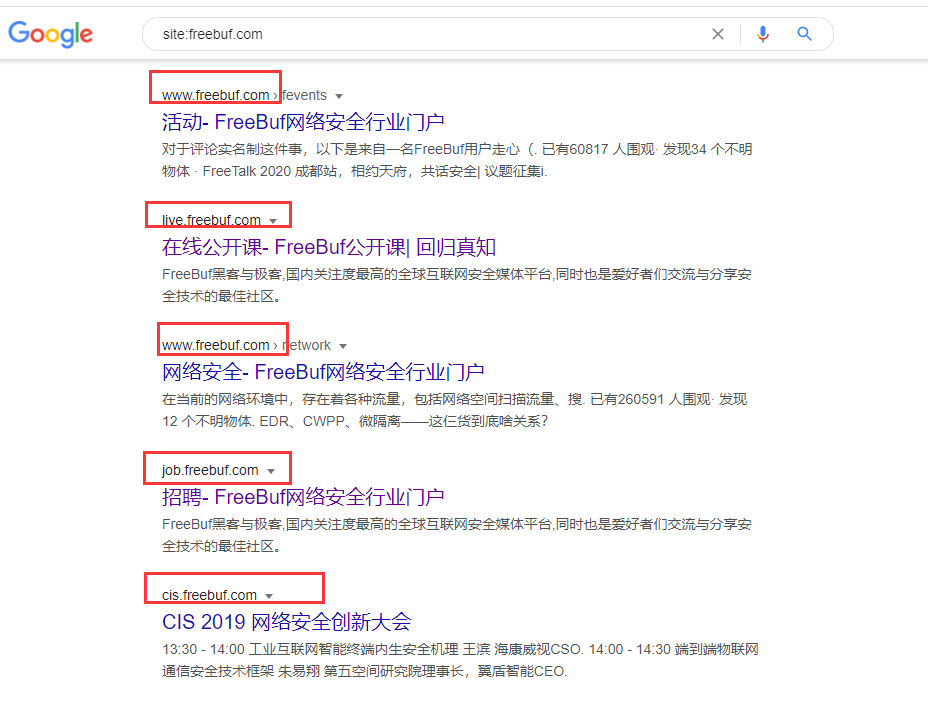 Google
site:freebuf.com
www.freebuf.com › fevents
活动- FreeBuf网络安全行业门户
对于评论实名制这件事，以下是来自一名FreeBuf用户走心（. 已有60817 人围观· 发现34 个不明
物体 · FreeTalk 2020 成都站，相约天府，共话安全| 议题征集i.
live.freebuf.com
在线公开课- FreeBuf公开课| 回归真知
FreeBuf黑客与极客,国内关注度最高的全球互联网安全媒体平台,同时也是爱好者们交流与分享安
全技术的最佳社区。
www.freebuf.com › network
网络安全- FreeBuf网络安全行业门户
在当前的网络环境中，存在着各种流量，包括网络空间扫描流量、搜. 已有260591 人围观· 发现
12 个不明物体. EDR、CWPP、微隔离——这仨货到底啥关系？
job.freebuf.com
招聘- FreeBuf网络安全行业门户
FreeBuf黑客与极客,国内关注度最高的全球互联网安全媒体平台,同时也是爱好者们交流与分享安
全技术的最佳社区。
cis.freebuf.com
CIS 2019 网络安全创新大会
13:30 - 14:00 工业互联网智能终端内生安全机理 王滨 海康威视CSO. 14:00 - 14:30 端到端物联网
通信安全技术框架 朱易翔 第五空间研究院理事长，翼盾智能CEO.